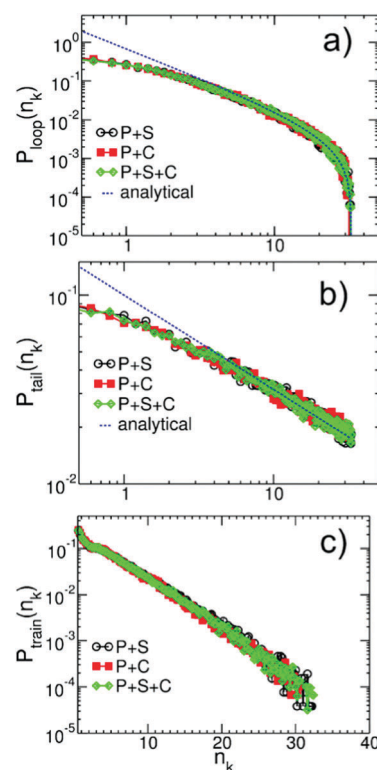 a)
P_loop(n_k)
10^0
10^-1
10^-2
10^-3
10^-4
10^-5
P+S
P+C
P+S+C
analytical
1 10
b)
P_tail(n_k)
10^-1
10^-2
P+S
P+C
P+S+C
analytical
1 10
c)
P_train(n_k)
10^-1
10^-2
10^-3
10^-4
10^-5
P+S
P+C
P+S+C
10 20 30 40
n_k